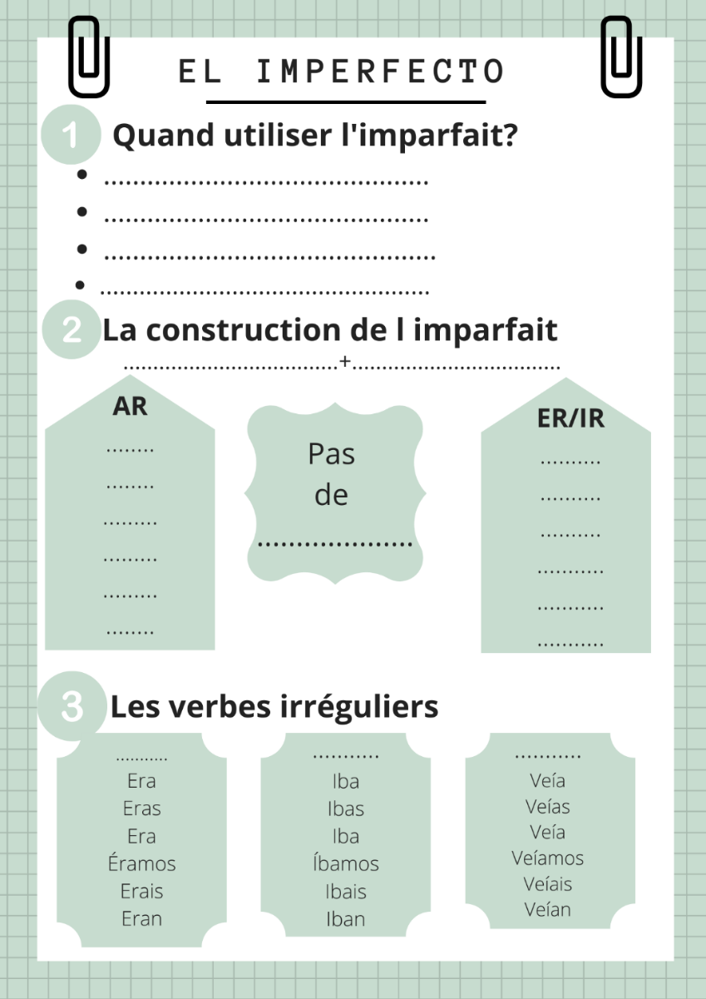 EL IMPERFECTO
1 Quand utiliser l'imparfait?
• ............................................
• ............................................
• .............................................
• ..................................................
2 La construction de l imparfait
....................................+...................................
AR
........
........
.........
.........
.........
........
Pas
de
....................
ER/IR
..........
..........
..........
...........
...........
...........
3 Les verbes irréguliers
...........
Era
Eras
Era
Éramos
Erais
Eran
...........
Iba
Ibas
Iba
Íbamos
Ibais
Iban
...........
Veía
Veías
Veía
Veíamos
Veíais
Veían